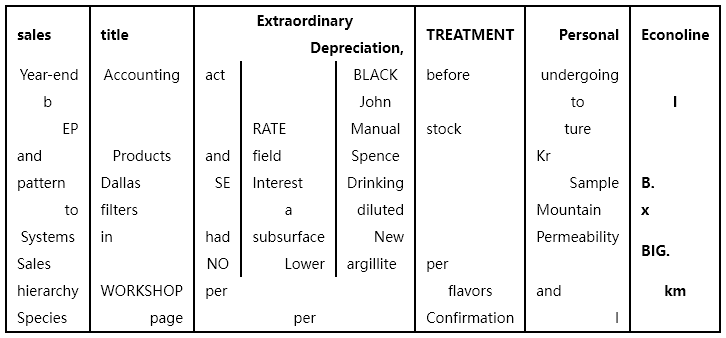 sales title Extraordinary Depreciation, TREATMENT Personal Econoline
Year-end Accounting act BLACK before undergoing
b John to I
EP RATE Manual stock ture
and Products and field Spence Kr
pattern Dallas SE Interest Drinking Sample B.
to filters a diluted Mountain x
Systems in had subsurface New Permeability
Sales NO Lower argillite per BIG.
hierarchy WORKSHOP per flavors and km
Species page per Confirmation I